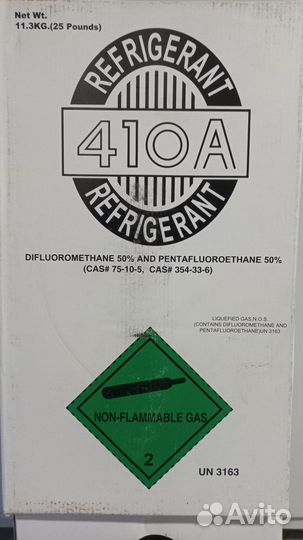 Net Wt.
11.3KG.(25 Pounds)
REFRIGERANT
410A
REFRIGERANT
DIFLUOROMETHANE 50% AND PENTAFLUOROETHANE 50%
(CAS# 75-10-5, CAS# 354-33-6)
LIQUEFIED GAS,N.O.S.
(CONTAINS DIFLUOROMETHANE AND
PENTAFLUOROETHANE)UN 3163
NON-FLAMMABLE GAS
2
UN 3163
Avito